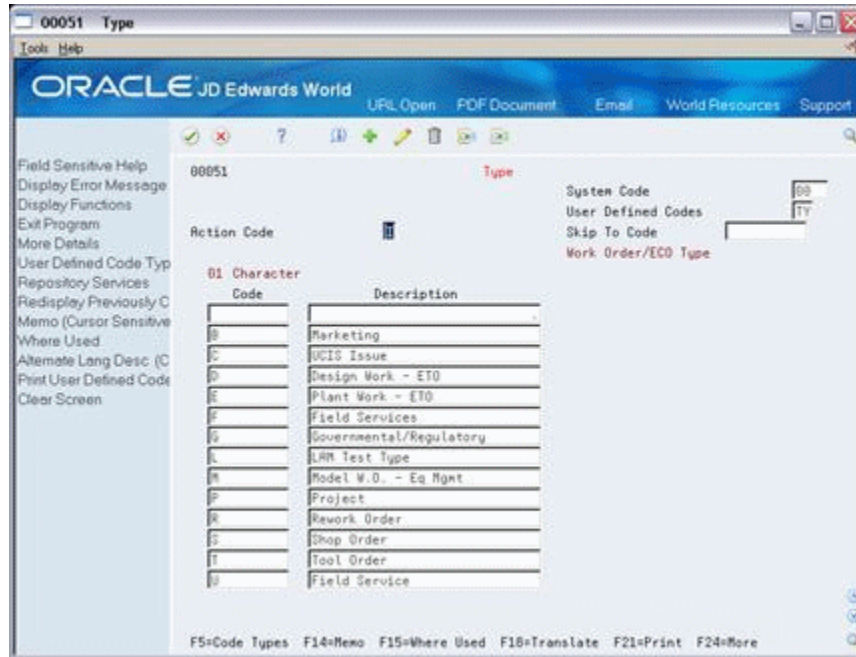 00051 Type
Tools Help
ORACLE JD Edwards World
URL Open PDF Document Email World Resources Support
Field Sensitive Help
Display Error Message
Display Functions
Exit Program
More Details
User Defined Code Typ
Repository Services
Redisplay Previously C
Memo (Cursor Sensitive
Where Used
Alternate Lang Desc (C
Print User Defined Code
Clear Screen
00051 Type
System Code 00
User Defined Codes TY
Action Code I Skip To Code
Work Order/ECO Type
01 Character
Code Description
B Marketing
C UCIS Issue
D Design Work - ETO
E Plant Work - ETO
F Field Services
G Governmental/Regulatory
L LAM Test Type
M Model W.O. - Eq Mgmt
P Project
R Rework Order
S Shop Order
T Tool Order
U Field Service
F5=Code Types F14=Memo F15=Where Used F18=Translate F21=Print F24=More